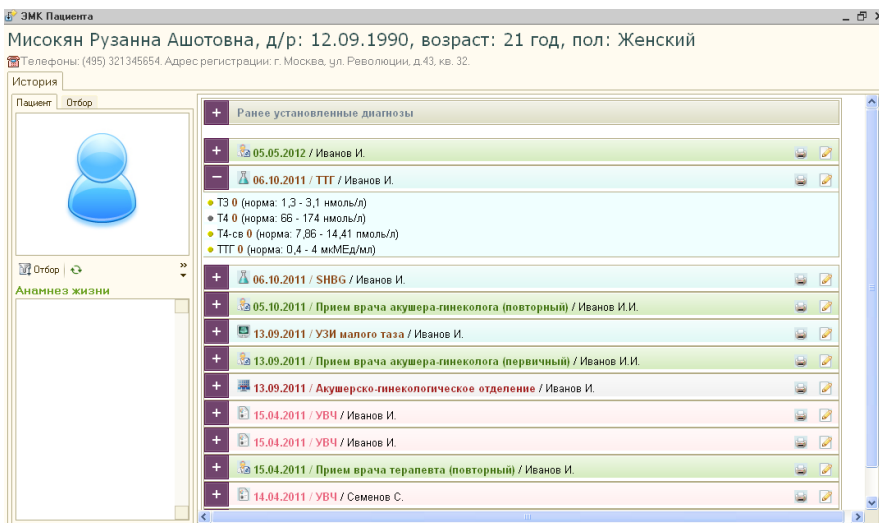 ЭМК Пациента
Мисокян Рузанна Ашотовна, д/р: 12.09.1990, возраст: 21 год, пол: Женский
Телефоны: (495) 321345654. Адрес регистрации: г. Москва, ул. Революции, д.43, кв. 32.
История
Пациент Отбор
Ранее установленные диагнозы
05.05.2012 / Иванов И.
06.10.2011 / ТТГ / Иванов И.
Т3 0 (норма: 1,3 - 3,1 нмоль/л)
Т4 0 (норма: 66 - 174 нмоль/л)
Т4-св 0 (норма: 7,86 - 14,41 пмоль/л)
ТТГ 0 (норма: 0,4 - 4 мкМЕд/мл)
Отбор
Анамнез жизни
06.10.2011 / SHBG / Иванов И.
05.10.2011 / Прием врача акушера-гинеколога (повторный) / Иванов И.И.
13.09.2011 / УЗИ малого таза / Иванов И.
13.09.2011 / Прием врача акушера-гинеколога (первичный) / Иванов И.И.
13.09.2011 / Акушерско-гинекологическое отделение / Иванов И.
15.04.2011 / УВЧ / Иванов И.
15.04.2011 / УВЧ / Иванов И.
15.04.2011 / Прием врача терапевта (повторный) / Иванов И.
14.04.2011 / УВЧ / Семенов С.